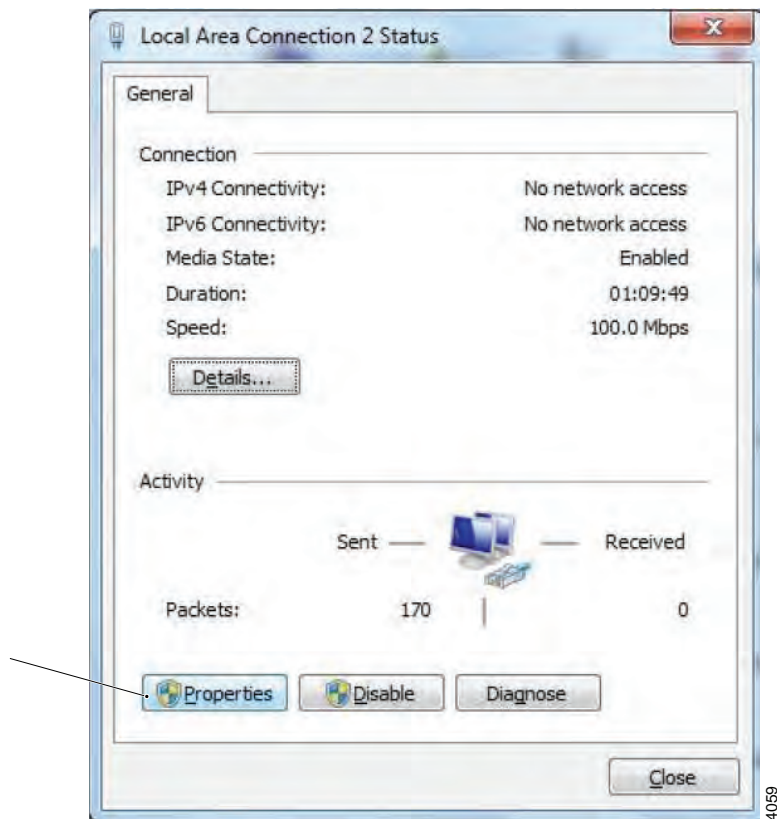 Local Area Connection 2 Status
General
Connection
IPv4 Connectivity: No network access
IPv6 Connectivity: No network access
Media State: Enabled
Duration: 01:09:49
Speed: 100.0 Mbps
Details...
Activity
Sent Received
Packets: 170 0
Properties Disable Diagnose
Close
4059